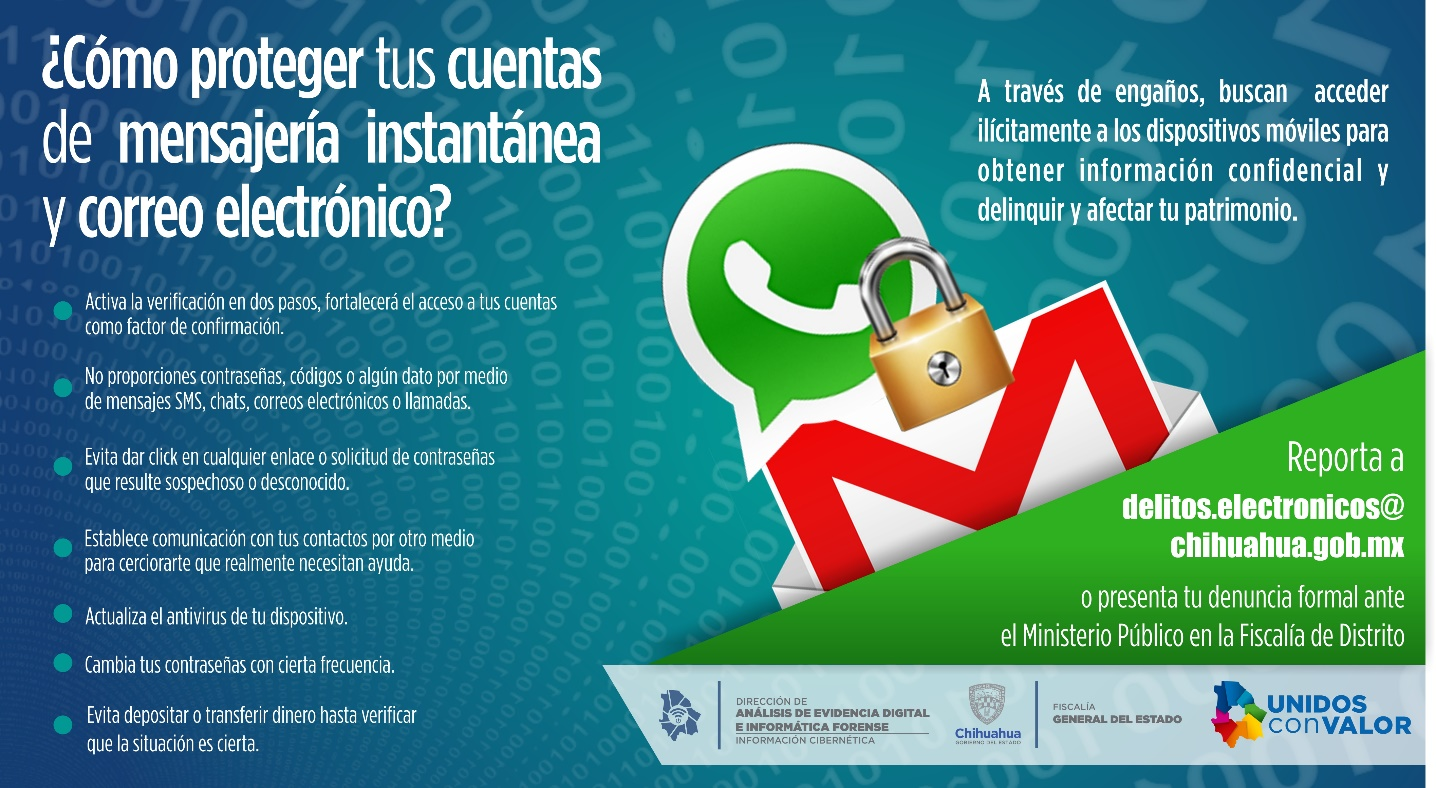 ¿Cómo proteger tus cuentas
de mensajería instantánea
y correo electrónico?
Activa la verificación en dos pasos, fortalecerá el acceso a tus cuentas
como factor de confirmación.
No proporciones contraseñas, códigos o algún dato por medio
de mensajes SMS, chats, correos electrónicos o llamadas.
Evita dar click en cualquier enlace o solicitud de contraseñas
que resulte sospechoso o desconocido.
Establece comunicación con tus contactos por otro medio
para cerciorarte que realmente necesitan ayuda.
Actualiza el antivirus de tu dispositivo.
Cambia tus contraseñas con cierta frecuencia.
Evita depositar o transferir dinero hasta verificar
que la situación es cierta.
A través de engaños, buscan acceder
ilícitamente a los dispositivos móviles para
obtener información confidencial y
delinquir y afectar tu patrimonio.
Reporta a
delitos.electronicos@
chihuahua.gob.mx
o presenta tu denuncia formal ante
el Ministerio Público en la Fiscalía de Distrito
DIRECCIÓN DE
ANÁLISIS DE EVIDENCIA DIGITAL
E INFORMÁTICA FORENSE
INFORMACIÓN CIBERNÉTICA
Chihuahua
GOBIERNO DEL ESTADO
FISCALÍA
GENERAL DEL ESTADO
UNIDOS
conVALOR